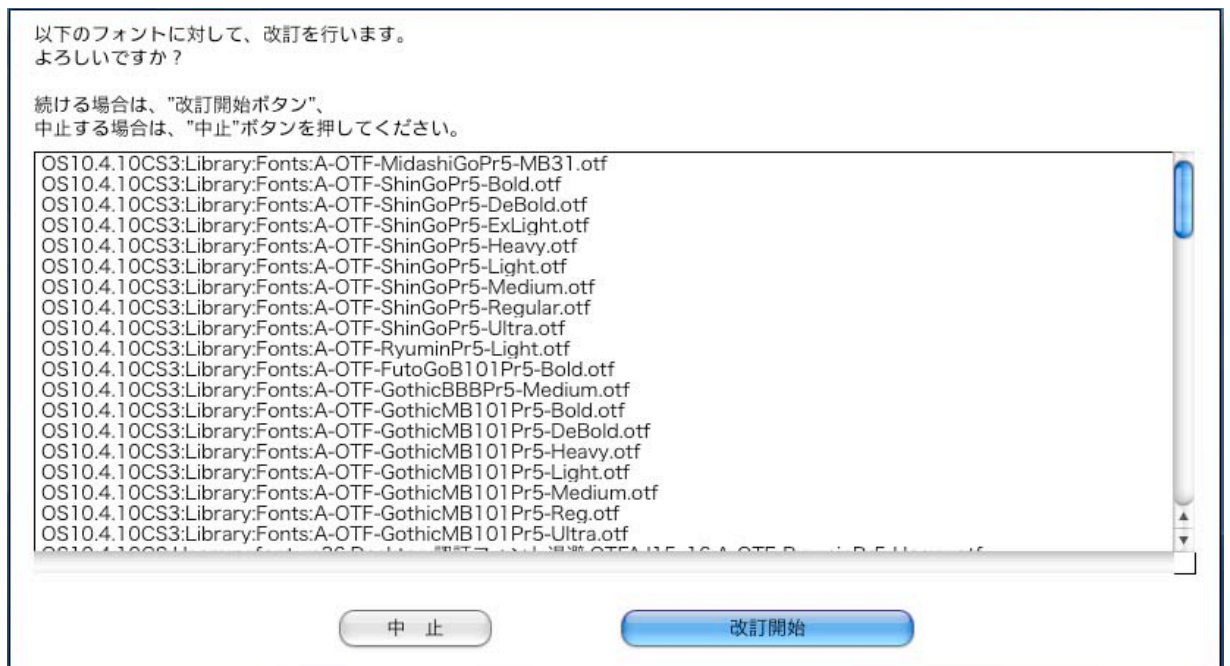 以下のフォントに対して、改訂を行います。
よろしいですか？
続ける場合は、"改訂開始ボタン"、
中止する場合は、"中止"ボタンを押してください。
OS10.4.10CS3:Library:Fonts:A-OTF-MidashiGoPr5-MB31.otf
OS10.4.10CS3:Library:Fonts:A-OTF-ShinGoPr5-Bold.otf
OS10.4.10CS3:Library:Fonts:A-OTF-ShinGoPr5-DeBold.otf
OS10.4.10CS3:Library:Fonts:A-OTF-ShinGoPr5-ExLight.otf
OS10.4.10CS3:Library:Fonts:A-OTF-ShinGoPr5-Heavy.otf
OS10.4.10CS3:Library:Fonts:A-OTF-ShinGoPr5-Light.otf
OS10.4.10CS3:Library:Fonts:A-OTF-ShinGoPr5-Medium.otf
OS10.4.10CS3:Library:Fonts:A-OTF-ShinGoPr5-Regular.otf
OS10.4.10CS3:Library:Fonts:A-OTF-ShinGoPr5-Ultra.otf
OS10.4.10CS3:Library:Fonts:A-OTF-RyuminPr5-Light.otf
OS10.4.10CS3:Library:Fonts:A-OTF-FutoGoB101Pr5-Bold.otf
OS10.4.10CS3:Library:Fonts:A-OTF-GothicBBBPr5-Medium.otf
OS10.4.10CS3:Library:Fonts:A-OTF-GothicMB101Pr5-Bold.otf
OS10.4.10CS3:Library:Fonts:A-OTF-GothicMB101Pr5-DeBold.otf
OS10.4.10CS3:Library:Fonts:A-OTF-GothicMB101Pr5-Heavy.otf
OS10.4.10CS3:Library:Fonts:A-OTF-GothicMB101Pr5-Light.otf
OS10.4.10CS3:Library:Fonts:A-OTF-GothicMB101Pr5-Medium.otf
OS10.4.10CS3:Library:Fonts:A-OTF-GothicMB101Pr5-Reg.otf
OS10.4.10CS3:Library:Fonts:A-OTF-GothicMB101Pr5-Ultra.otf
中 止
改訂開始